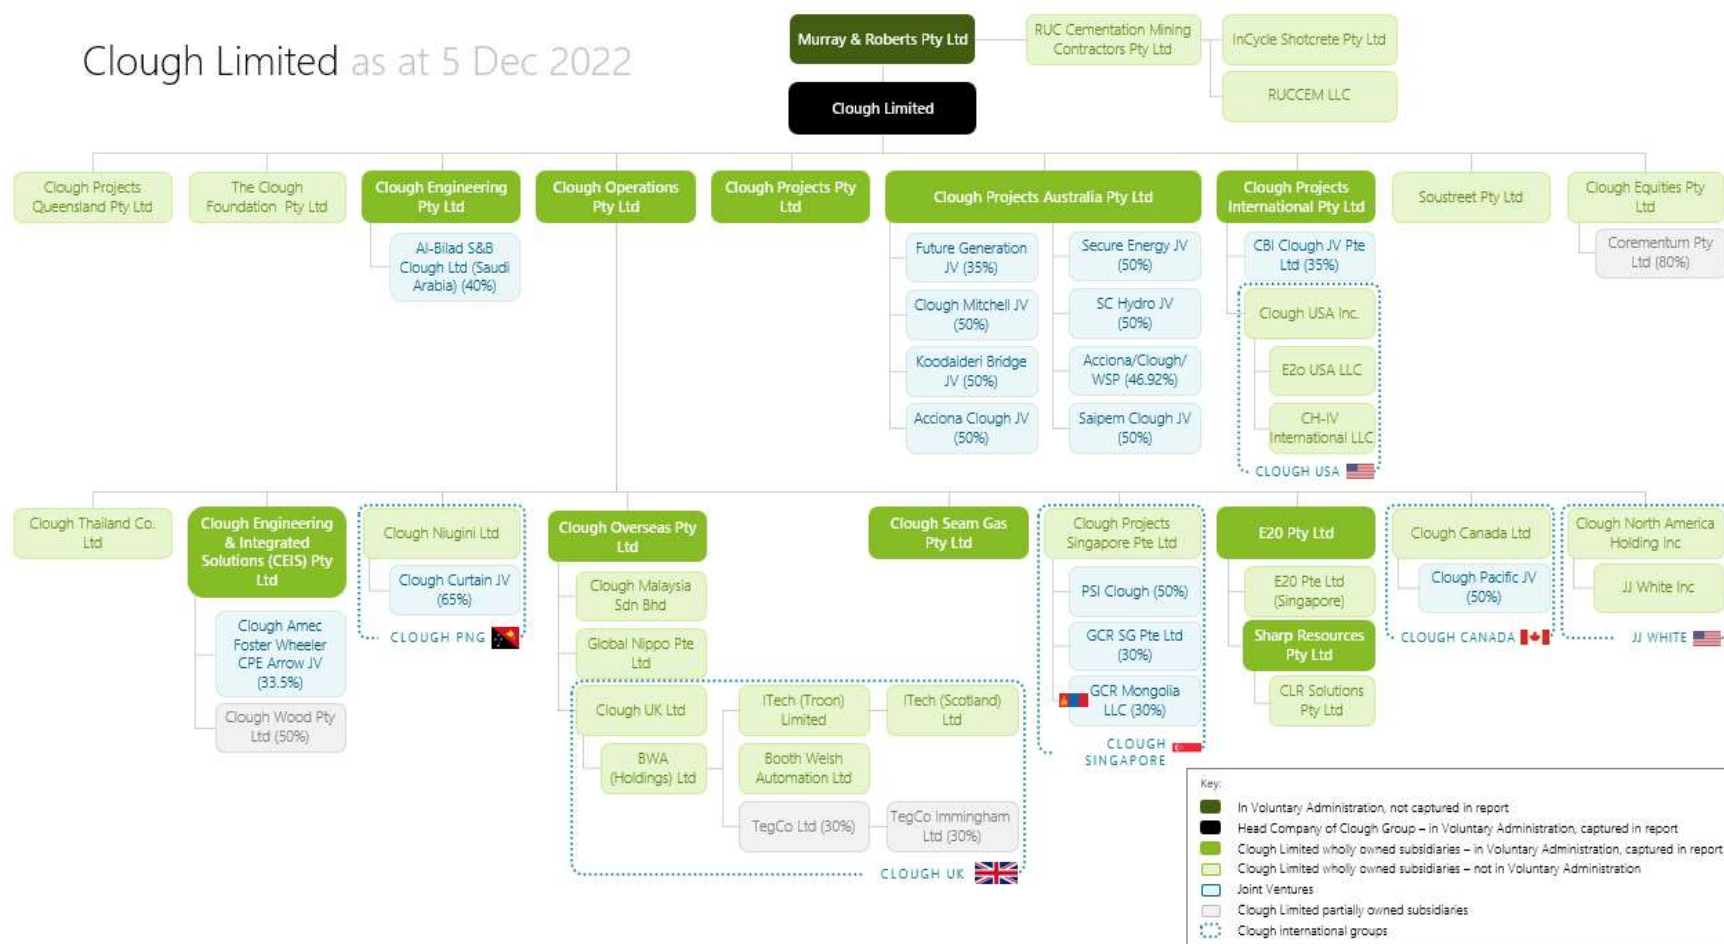 Clough Limited as at 5 Dec 2022
Murray & Roberts Pty Ltd
RUC Cementation Mining
Contractors Pty Ltd
InCycle Shotcrete Pty Ltd
RUCCEM LLC
Clough Limited
Clough Projects
Queensland Pty Ltd
The Clough
Foundation Pty Ltd
Clough Engineering
Pty Ltd
Clough Operations
Pty Ltd
Clough Projects Pty
Ltd
Clough Projects Australia Pty Ltd
Clough Projects
International Pty Ltd
Soustreet Pty Ltd
Clough Equities Pty
Ltd
Al-Bilad S&B
Clough Ltd (Saudi
Arabia) (40%)
Future Generation
JV (35%)
Secure Energy JV
(50%)
CBI Clough JV Pte
Ltd (35%)
Corementum Pty
Ltd (80%)
Clough Mitchell JV
(50%)
SC Hydro JV
(50%)
Clough USA Inc.
Koodaideri Bridge
JV (50%)
Acciona/Clough/
WSP (46.92%)
E2o USA LLC
Acciona Clough JV
(50%)
Saipem Clough JV
(50%)
CH-IV
International LLC
CLOUGH USA
Clough Thailand Co.
Ltd
Clough Engineering
& Integrated
Solutions (CEIS) Pty
Ltd
Clough Niugini Ltd
Clough Overseas Pty
Ltd
Clough Seam Gas
Pty Ltd
Clough Projects
Singapore Pte Ltd
E20 Pty Ltd
Clough Canada Ltd
Clough North America
Holding Inc
Clough Curtain JV
(65%)
CLOUGH PNG
Clough Malaysia
Sdn Bhd
PSI Clough (50%)
E20 Pte Ltd
(Singapore)
Clough Pacific JV
(50%)
JJ White Inc
Clough Amec
Foster Wheeler
CPE Arrow JV
(33.5%)
Global Nippo Pte
Ltd
GCR SG Pte Ltd
(30%)
Sharp Resources
Pty Ltd
CLOUGH CANADA
JJ WHITE
Clough Wood Pty
Ltd (50%)
Clough UK Ltd
ITech (Troon)
Limited
ITech (Scotland)
Ltd
GCR Mongolia
LLC (30%)
CLR Solutions
Pty Ltd
BWA
(Holdings) Ltd
Booth Welsh
Automation Ltd
CLOUGH
SINGAPORE
TegCo Ltd (30%)
TegCo Immingham
Ltd (30%)
CLOUGH UK
Key:
In Voluntary Administration, not captured in report
Head Company of Clough Group – in Voluntary Administration, captured in report
Clough Limited wholly owned subsidiaries – in Voluntary Administration, captured in report
Clough Limited wholly owned subsidiaries – not in Voluntary Administration
Joint Ventures
Clough Limited partially owned subsidiaries
Clough international groups